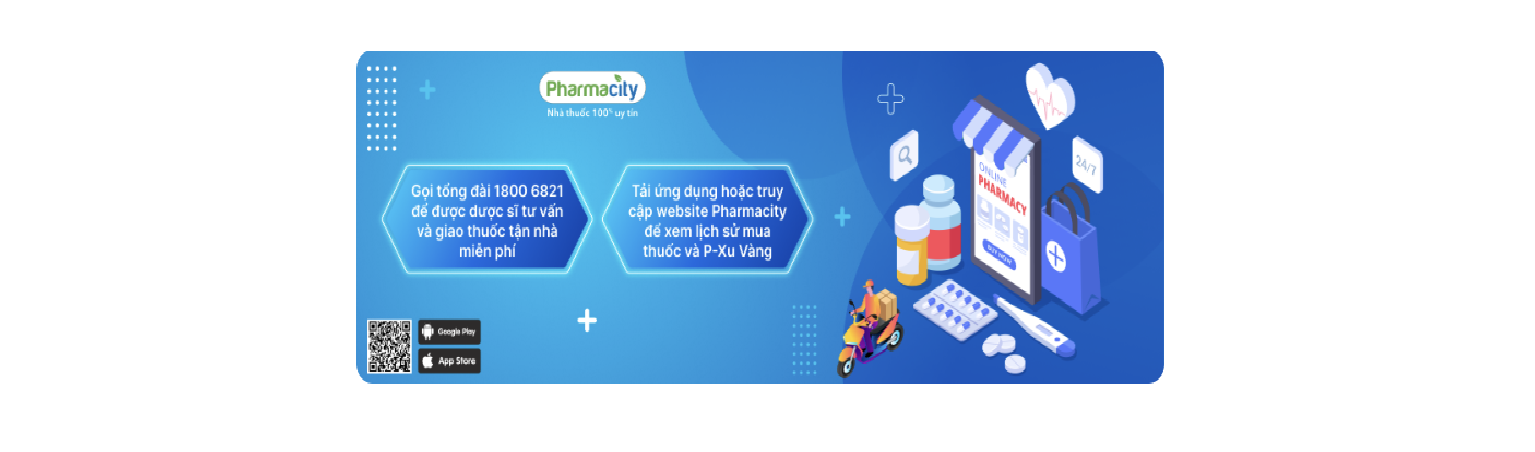 Pharmacity
Nhà thuốc 100% uy tín
Gọi tổng đài 1800 6821
để được dược sĩ tư vấn
và giao thuốc tận nhà
miễn phí
Tải ứng dụng hoặc truy
cập website Pharmacity
để xem lịch sử mua
thuốc và P-Xu Vàng
24/7
ONLINE
PHARMACY
BUY NOW!
Google Play
App Store